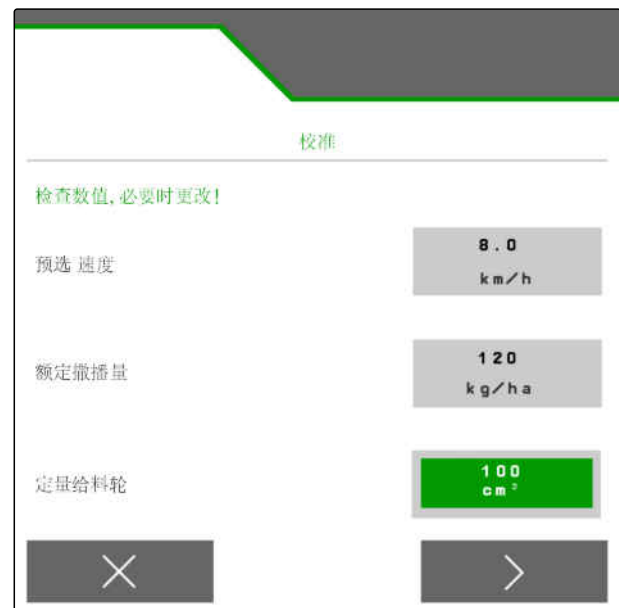 校准
检查数值, 必要时更改!
预选 速度
8.0
km/h
额定撒播量
120
kg/ha
定量给料轮
100
cm³